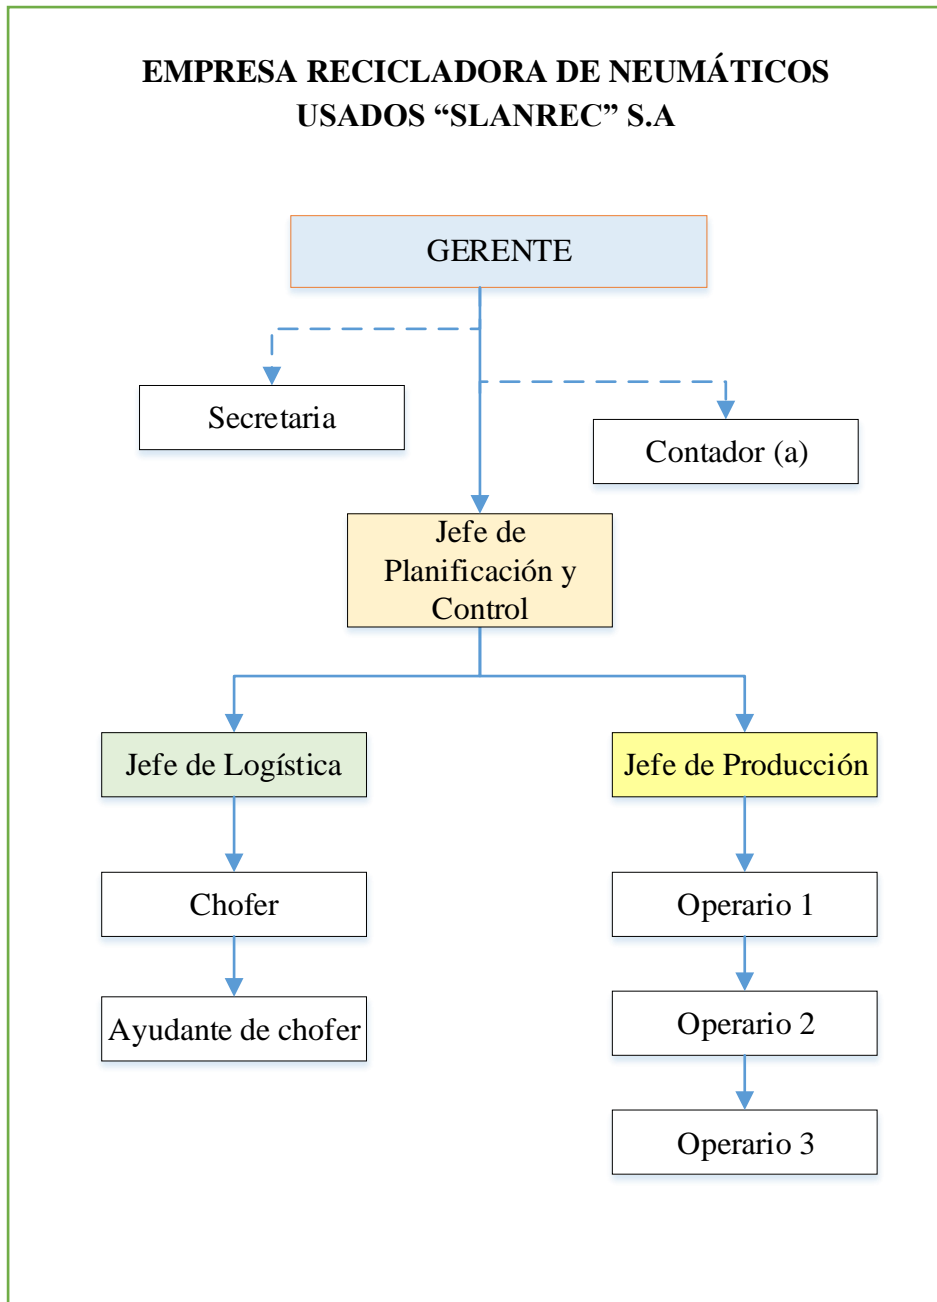 EMPRESA RECICLADORA DE NEUMÁTICOS
USADOS “SLANREC” S.A
GERENTE
Secretaria
Contador (a)
Jefe de
Planificación y
Control
Jefe de Logística
Jefe de Producción
Chofer
Operario 1
Ayudante de chofer
Operario 2
Operario 3